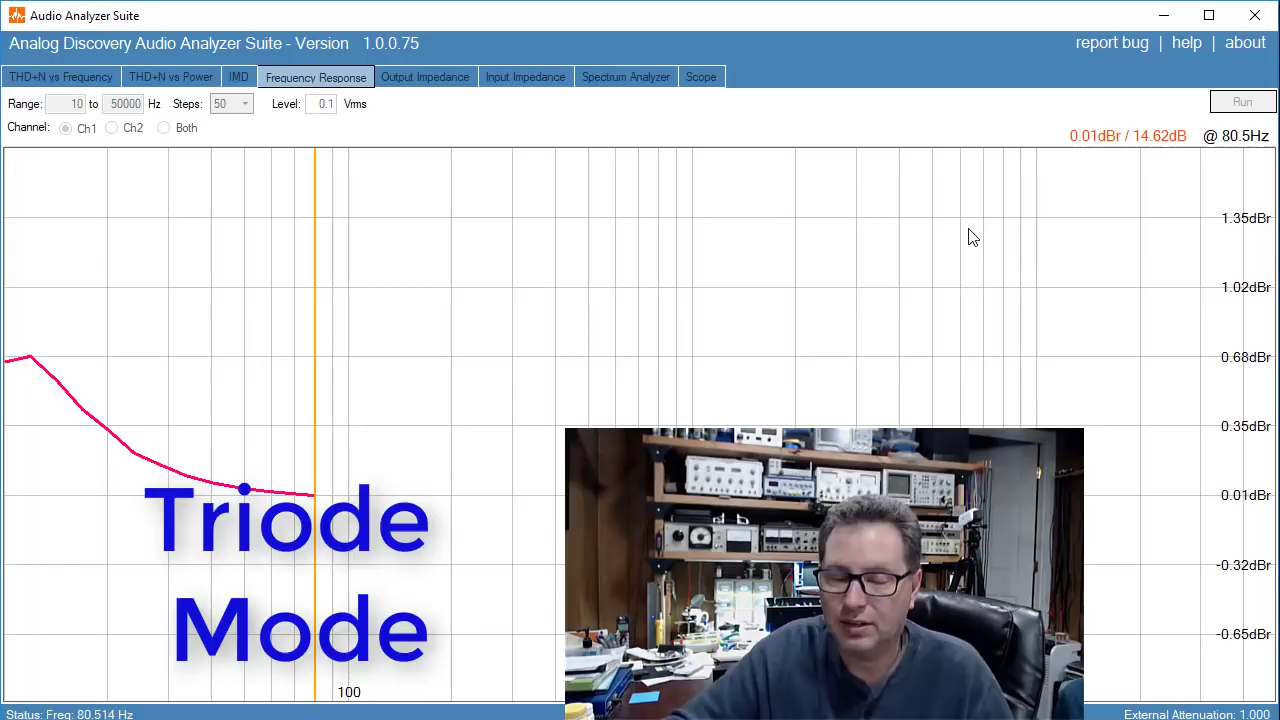 Audio Analyzer Suite
Analog Discovery Audio Analyzer Suite - Version 1.0.0.75
report bug | help | about
THD+N vs Frequency THD+N vs Power IMD Frequency Response Output Impedance Input Impedance Spectrum Analyzer Scope
Range: 10 to 50000 Hz Steps: 50 Level: 0.1 Vrms
Run
Channel: Ch1 Ch2 Both
0.01dBr / 14.62dB @ 80.5Hz
1.35dBr
1.02dBr
0.68dBr
0.35dBr
0.01dBr
-0.32dBr
-0.65dBr
Triode
Mode
100
Status: Freq: 80.514 Hz
External Attenuation: 1.000